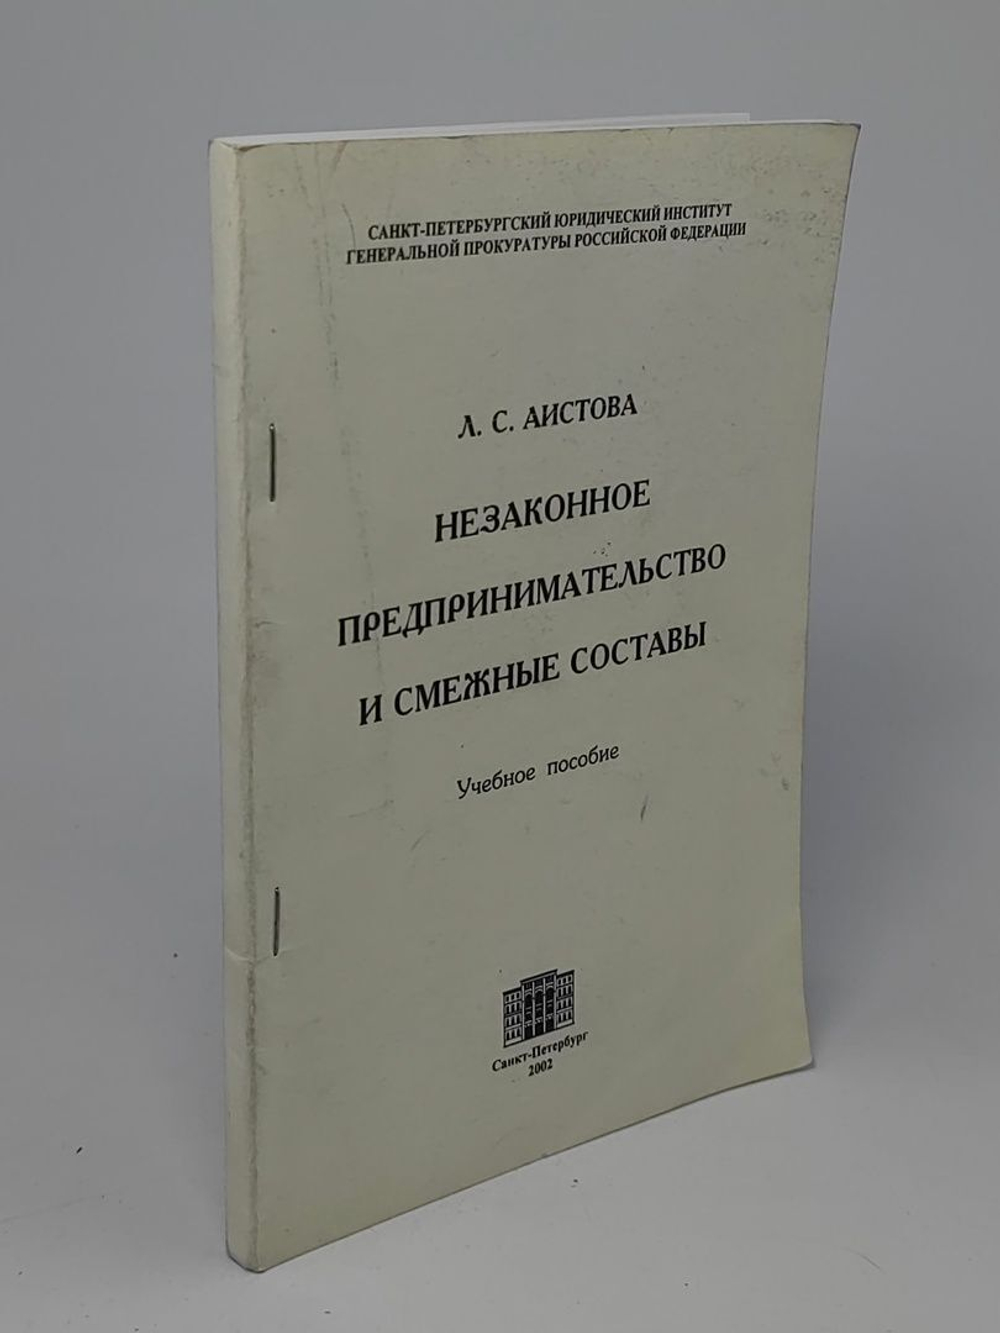 САНКТ-ПЕТЕРБУРГСКИЙ ЮРИДИЧЕСКИЙ ИНСТИТУТ
ГЕНЕРАЛЬНОЙ ПРОКУРАТУРЫ РОССИЙСКОЙ ФЕДЕРАЦИИ
Л. С. АИСТОВА
НЕЗАКОННОЕ
ПРЕДПРИНИМАТЕЛЬСТВО
И СМЕЖНЫЕ СОСТАВЫ
Учебное пособие
Санкт-Петербург
2002